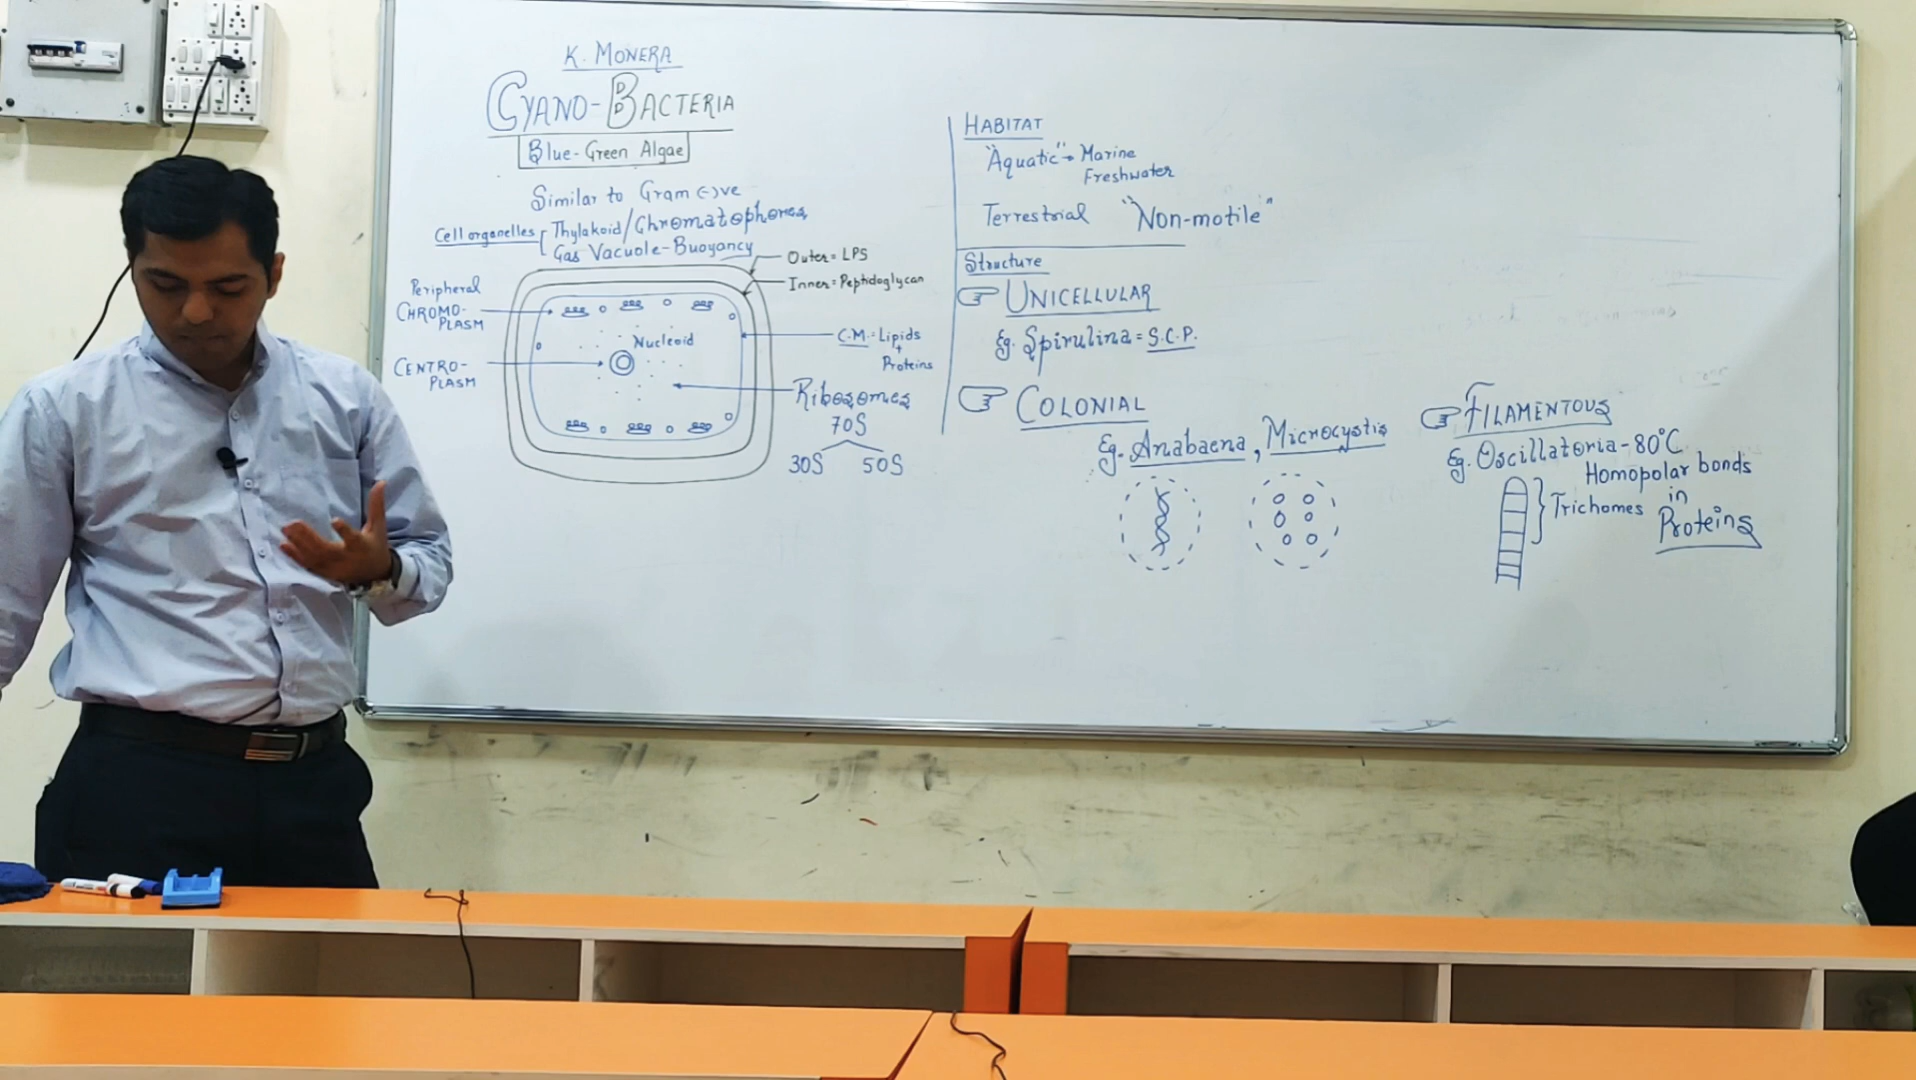 K. MONERA
CYANO-BACTERIA
Blue-Green Algae
Similar to Gram (-)ve
Cell organelles
Thylakoid/Chromatophores
Gas Vacuole-Buoyancy
Outer = LPS
Inner = Peptidoglycan
Peripheral
CHROMO-
PLASM
Nucleoid
C.M. = Lipids
+
Proteins
CENTRO-
PLASM
Ribosomes
70S
30S 50S
HABITAT
"Aquatic" → Marine
Freshwater
Terrestrial "Non-motile"
Structure
UNICELLULAR
Eg. Spirulina = S.C.P.
COLONIAL
Eg. Anabaena, Microcystis
FILAMENTOUS
Eg. Oscillatoria - 80°C
Homopolar bonds
in
Proteins
Trichomes